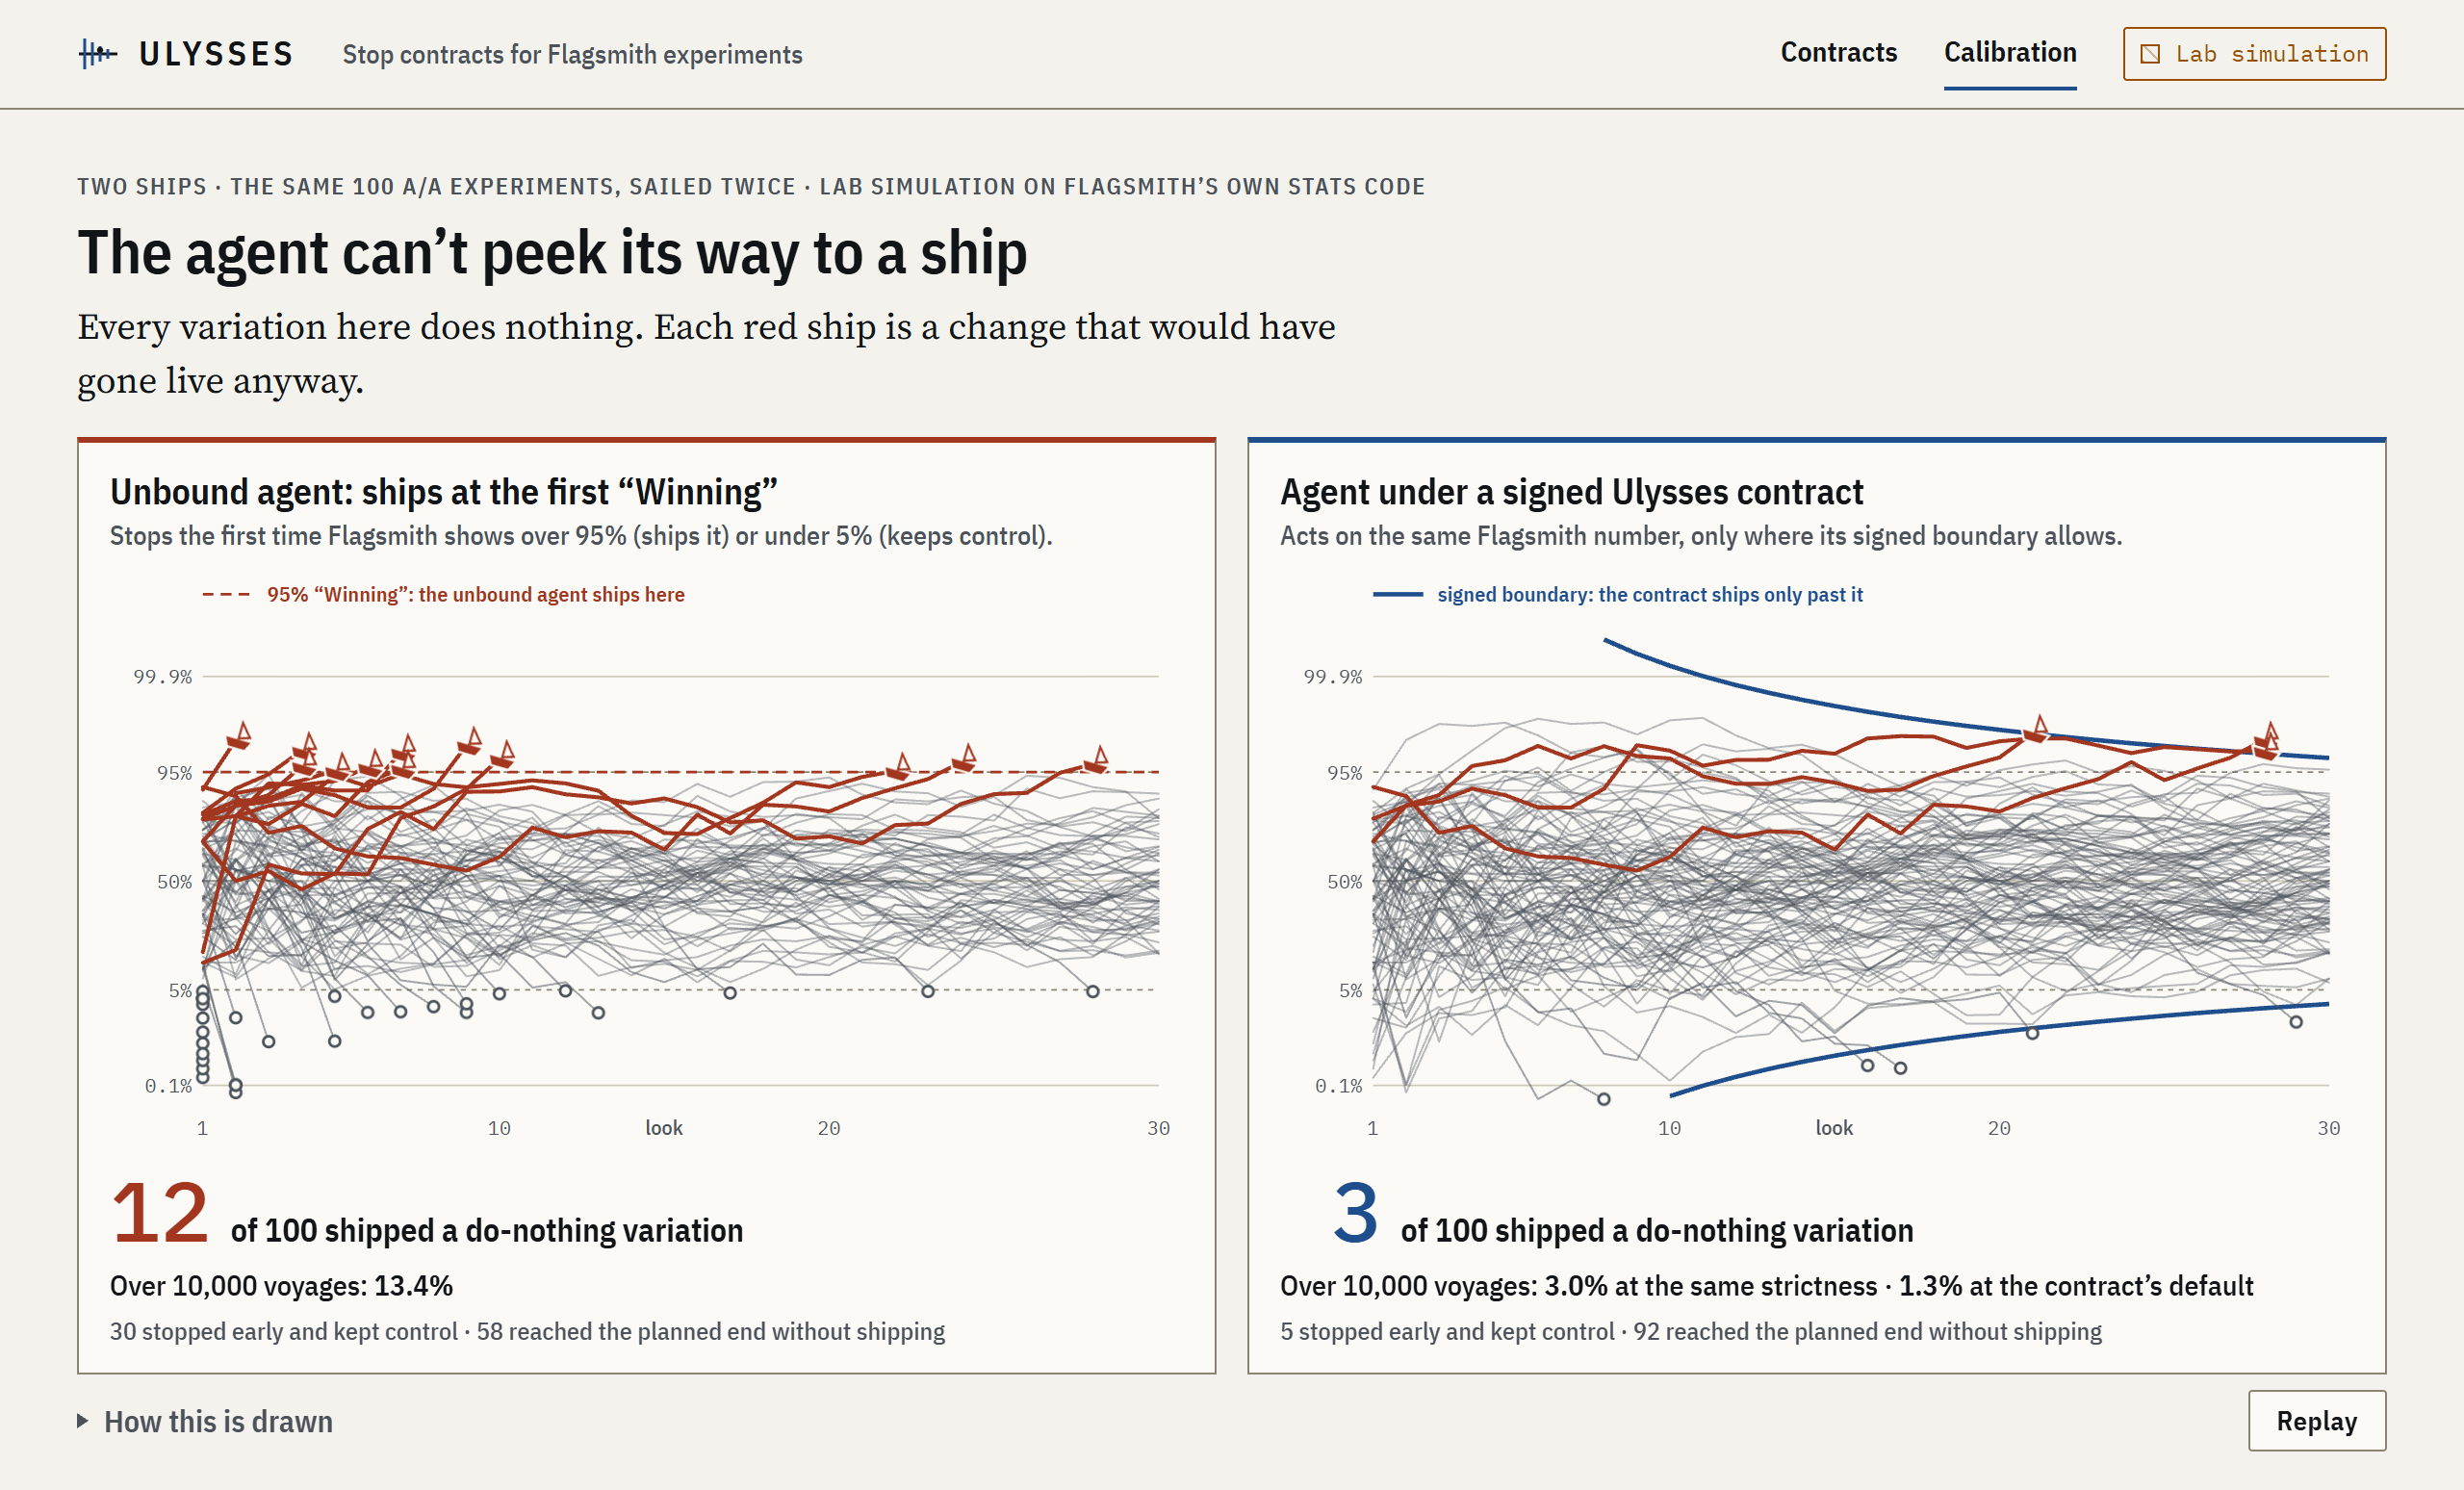 ULYSSES
Stop contracts for Flagsmith experiments
Contracts
Calibration
Lab simulation
TWO SHIPS · THE SAME 100 A/A EXPERIMENTS, SAILED TWICE · LAB SIMULATION ON FLAGSMITH’S OWN STATS CODE
The agent can’t peek its way to a ship
Every variation here does nothing. Each red ship is a change that would have
gone live anyway.
Unbound agent: ships at the first “Winning”
Stops the first time Flagsmith shows over 95% (ships it) or under 5% (keeps control).
95% “Winning”: the unbound agent ships here
99.9%
95%
50%
5%
0.1%
1
10
look
20
30
12 of 100 shipped a do-nothing variation
Over 10,000 voyages: 13.4%
30 stopped early and kept control · 58 reached the planned end without shipping
Agent under a signed Ulysses contract
Acts on the same Flagsmith number, only where its signed boundary allows.
signed boundary: the contract ships only past it
99.9%
95%
50%
5%
0.1%
1
10
look
20
30
3 of 100 shipped a do-nothing variation
Over 10,000 voyages: 3.0% at the same strictness · 1.3% at the contract’s default
5 stopped early and kept control · 92 reached the planned end without shipping
How this is drawn
Replay